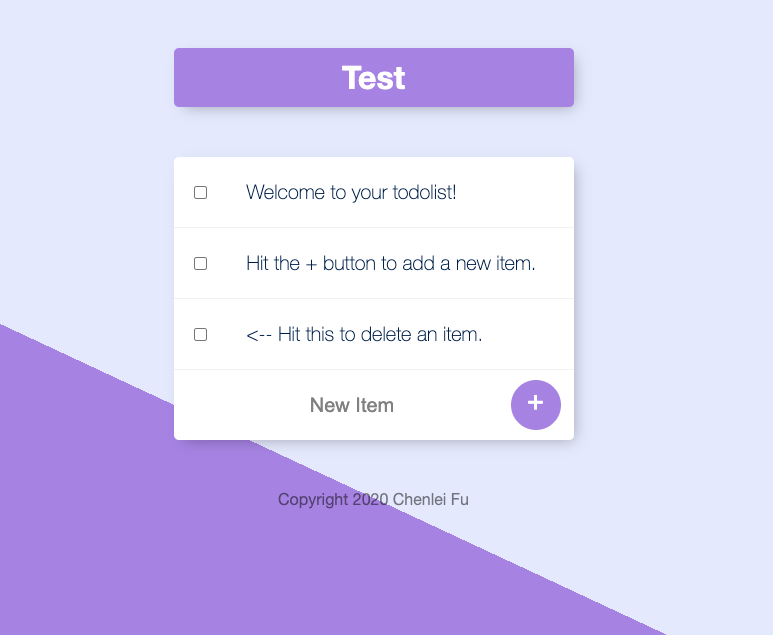 Test
Welcome to your todolist!
Hit the + button to add a new item.
<-- Hit this to delete an item.
New Item
+
Copyright 2020 Chenlei Fu